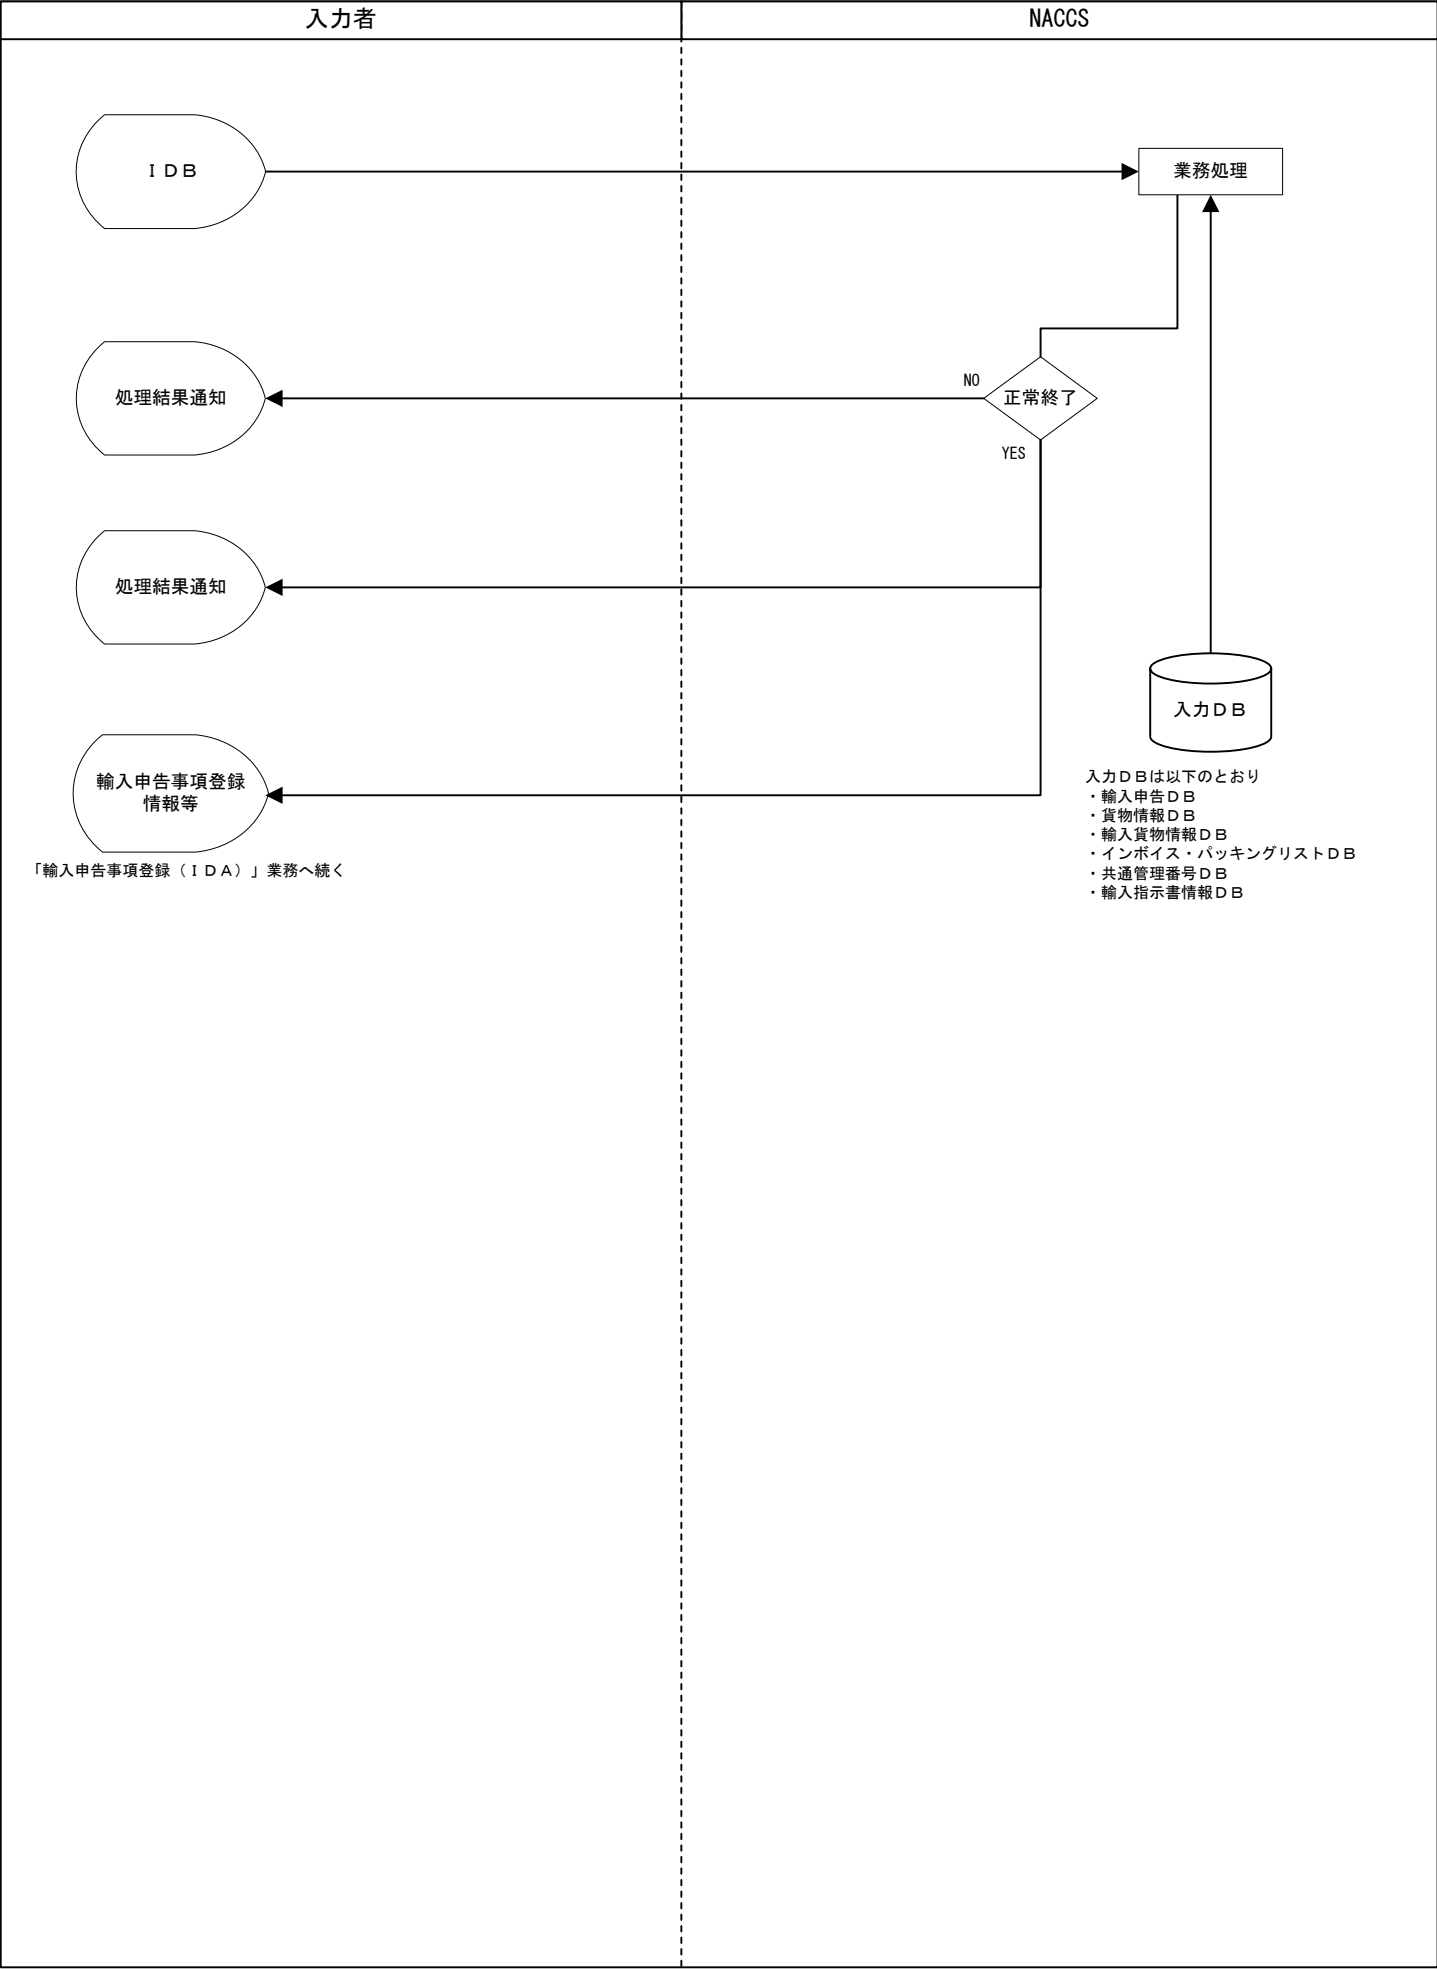 入力者
NACCS
ＩＤＢ
業務処理
処理結果通知
NO
正常終了
YES
処理結果通知
入力ＤＢ
輸入申告事項登録
情報等
「輸入申告事項登録（ＩＤＡ）」業務へ続く
入力ＤＢは以下のとおり
・輸入申告ＤＢ
・貨物情報ＤＢ
・輸入貨物情報ＤＢ
・インボイス・パッキングリストＤＢ
・共通管理番号ＤＢ
・輸入指示書情報ＤＢ